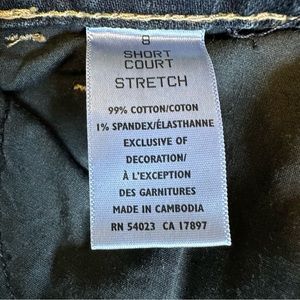 8
SHORT
COURT
STRETCH
99% COTTON/COTON
1% SPANDEX/ÉLASTHANNE
EXCLUSIVE OF
DECORATION/
À L'EXCEPTION
DES GARNITURES
MADE IN CAMBODIA
RN 54023 CA 17897